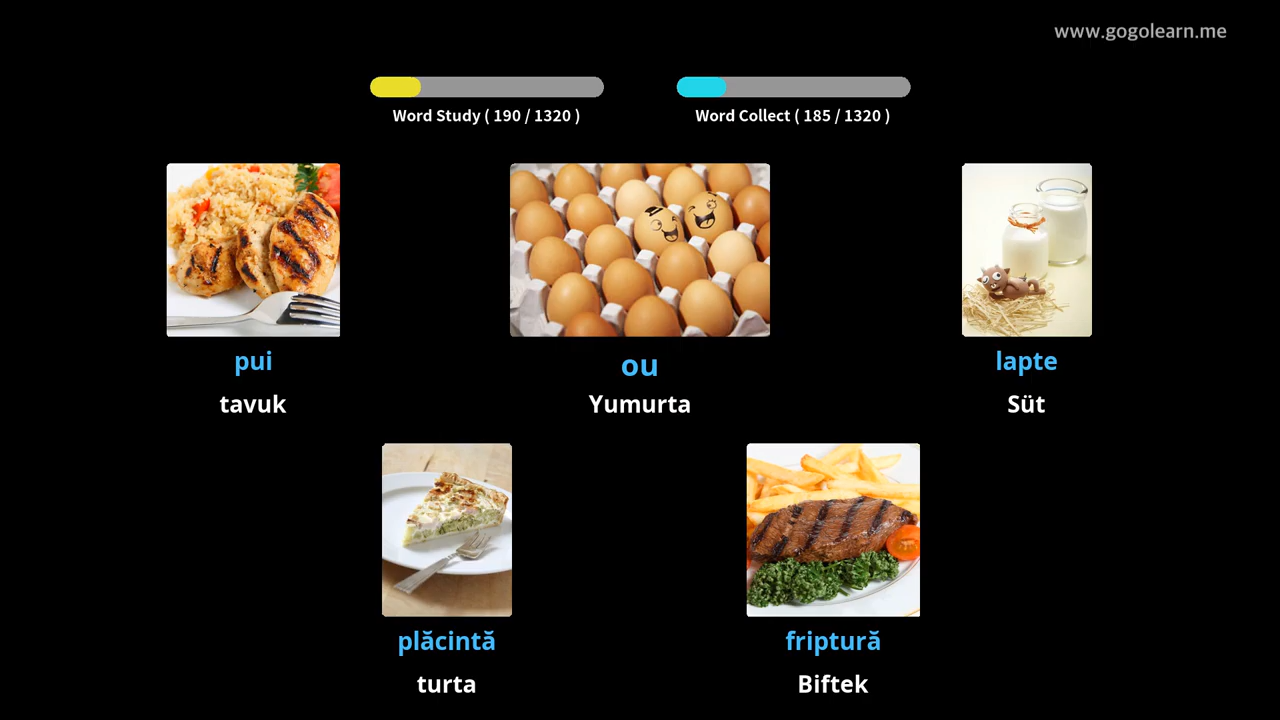 www.gogolearn.me
Word Study ( 190 / 1320 )
Word Collect ( 185 / 1320 )
pui
tavuk
ou
Yumurta
lapte
Süt
plăcintă
turta
friptură
Biftek